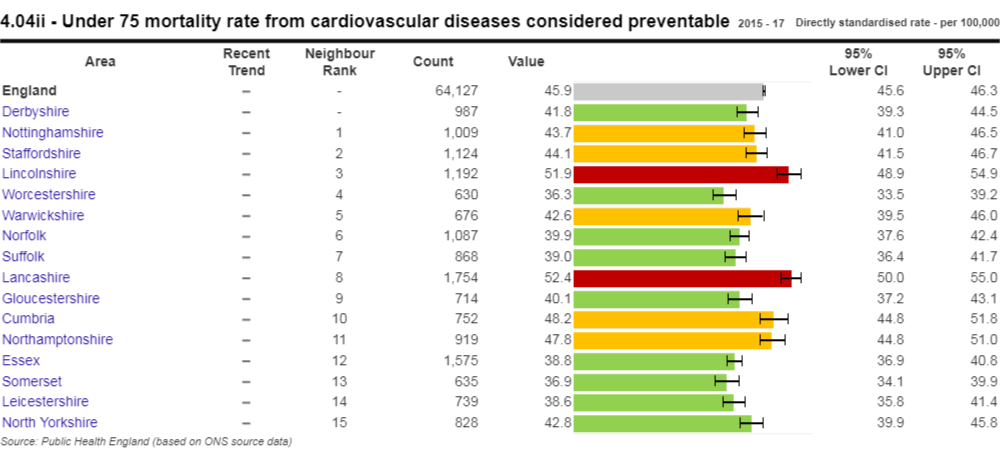 4.04ii - Under 75 mortality rate from cardiovascular diseases considered preventable 2015 - 17 Directly standardised rate - per 100,000
Area Recent Trend Neighbour Rank Count Value 95% Lower CI 95% Upper CI
England – - 64,127 45.9 45.6 46.3
Derbyshire – - 987 41.8 39.3 44.5
Nottinghamshire – 1 1,009 43.7 41.0 46.5
Staffordshire – 2 1,124 44.1 41.5 46.7
Lincolnshire – 3 1,192 51.9 48.9 54.9
Worcestershire – 4 630 36.3 33.5 39.2
Warwickshire – 5 676 42.6 39.5 46.0
Norfolk – 6 1,087 39.9 37.6 42.4
Suffolk – 7 868 39.0 36.4 41.7
Lancashire – 8 1,754 52.4 50.0 55.0
Gloucestershire – 9 714 40.1 37.2 43.1
Cumbria – 10 752 48.2 44.8 51.8
Northamptonshire – 11 919 47.8 44.8 51.0
Essex – 12 1,575 38.8 36.9 40.8
Somerset – 13 635 36.9 34.1 39.9
Leicestershire – 14 739 38.6 35.8 41.4
North Yorkshire – 15 828 42.8 39.9 45.8
Source: Public Health England (based on ONS source data)